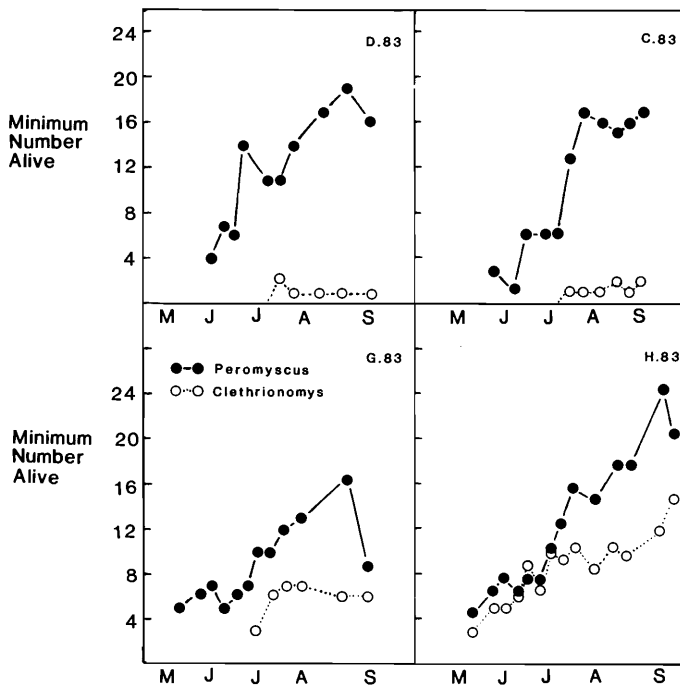 D.83
C.83
26
20
16
12
8
4
Minimum
Number
Alive
M J J A S
M J J A S
G.83
H.83
Peromyscus
Clethrionomys
24
20
16
12
8
4
Minimum
Number
Alive
M J J A S
M J J A S